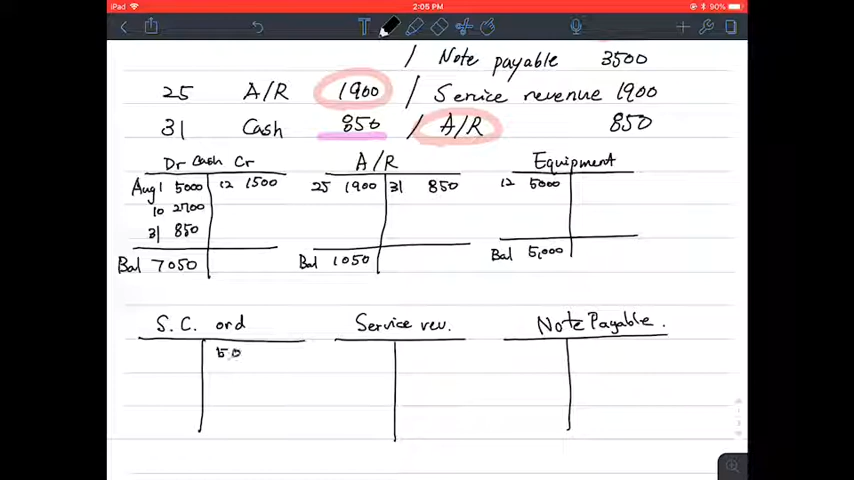 iPad
2:05 PM
90%
T
/ Note payable 3500
25 A/R 1900 / Service revenue 1900
31 Cash 850 / A/R 850
Dr Cash Cr
Aug 1 5000 12 1500
10 2700
31 850
Bal 7050
A/R
25 1900 31 850
Bal 1050
Equipment
12 5000
Bal 5,000
S.C. ord
50
Service rev.
Note Payable.